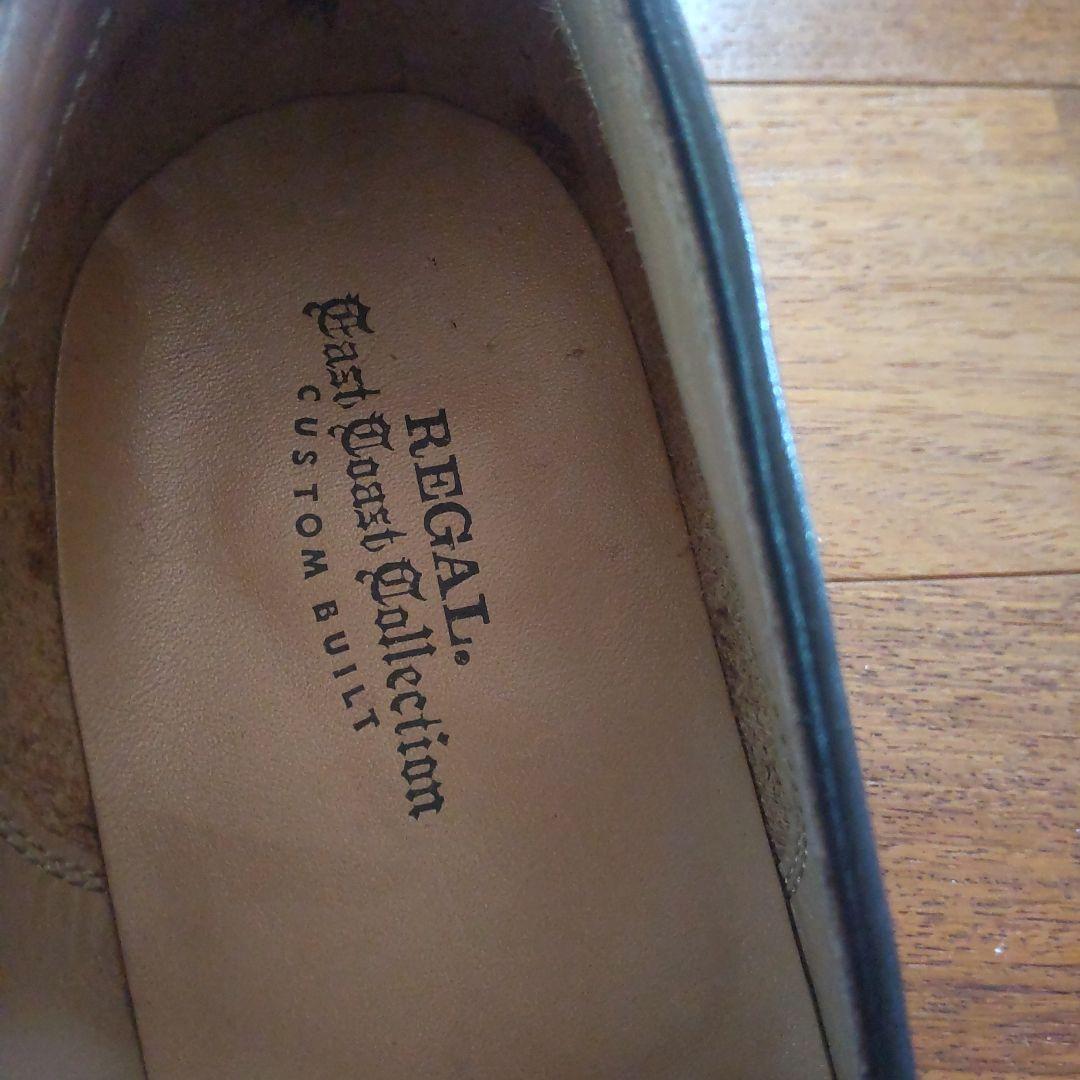 REGAL.
East Coast Collection
CUSTOM BUILT